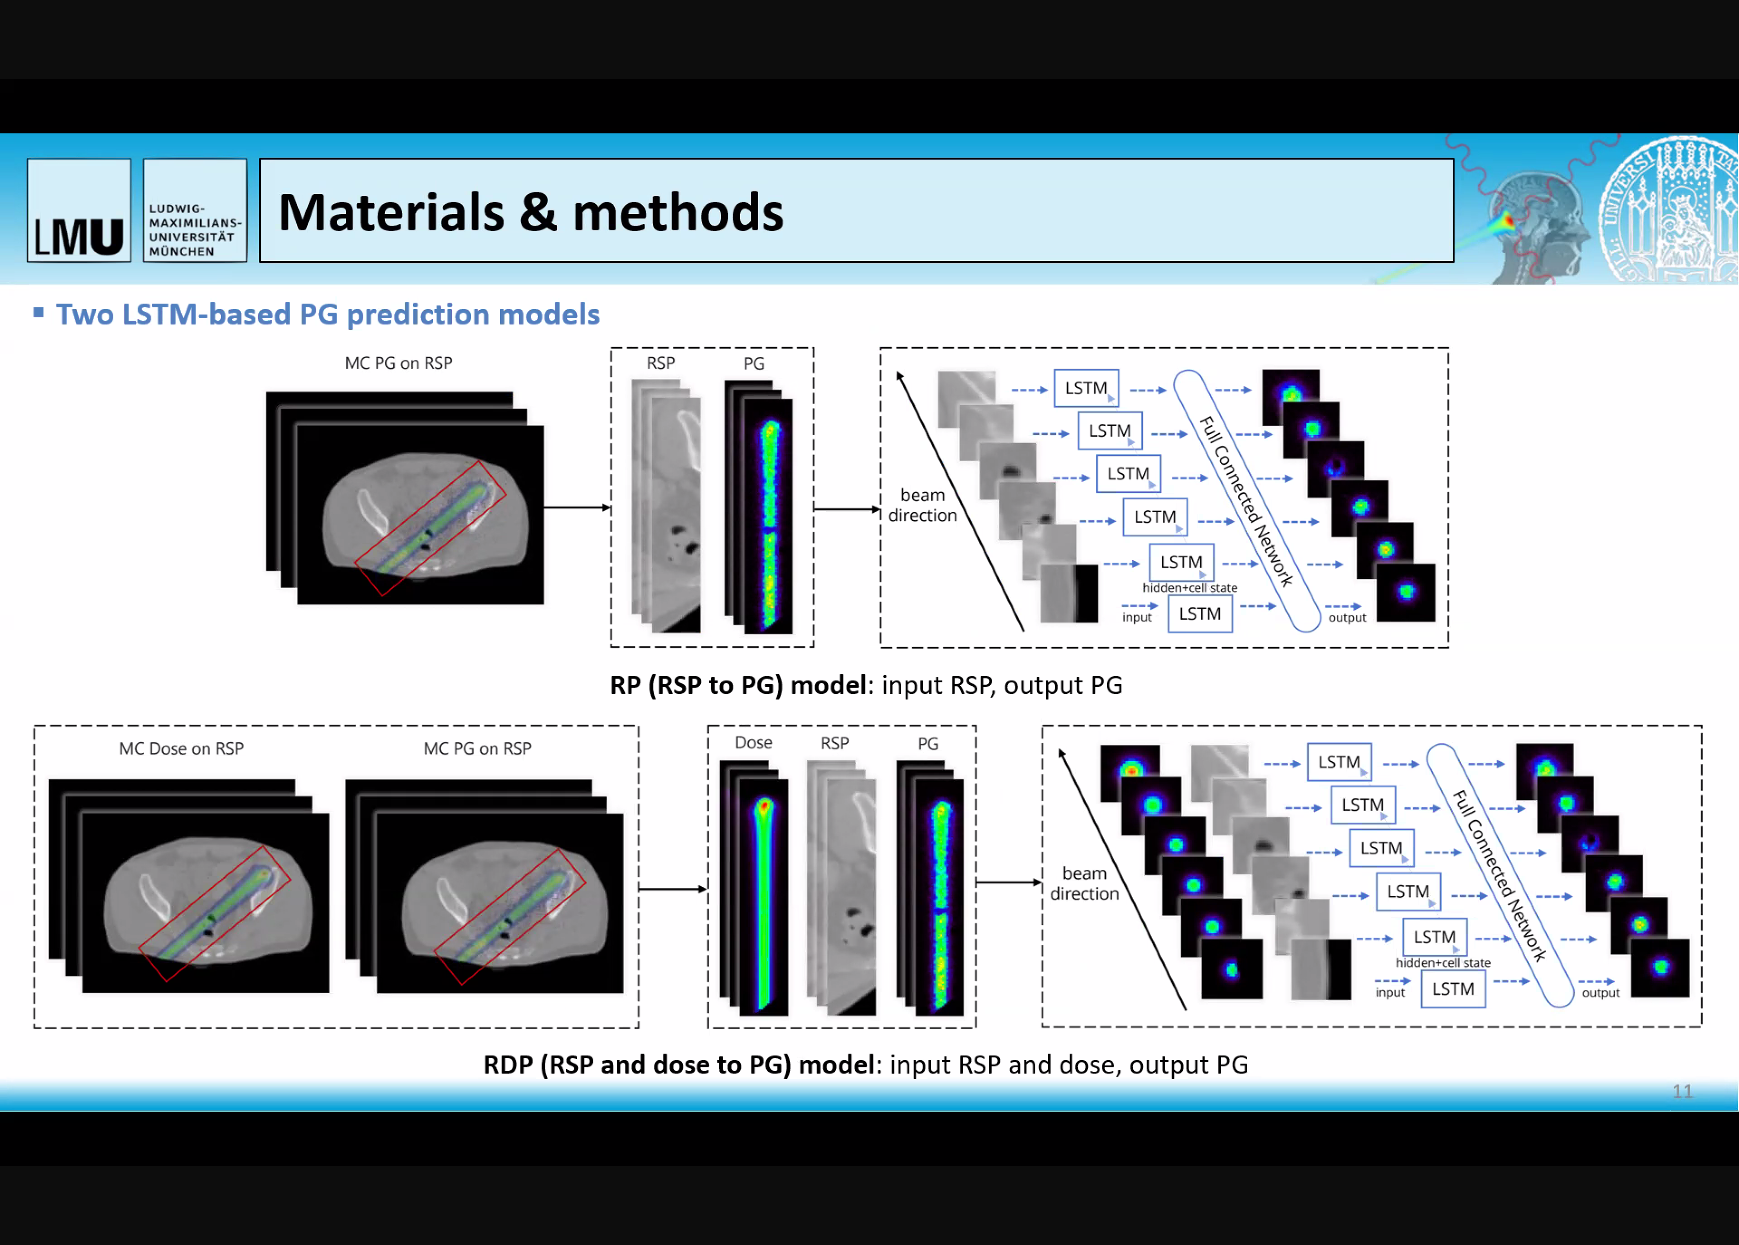 LMU
LUDWIG-
MAXIMILIANS-
UNIVERSITÄT
MÜNCHEN
Materials & methods
▪ Two LSTM-based PG prediction models
MC PG on RSP
RSP
PG
beam
direction
LSTM
LSTM
LSTM
LSTM
LSTM
hidden+cell state
input
LSTM
Full Connected Network
output
RP (RSP to PG) model: input RSP, output PG
MC Dose on RSP
MC PG on RSP
Dose
RSP
PG
beam
direction
LSTM
LSTM
LSTM
LSTM
LSTM
hidden+cell state
input
LSTM
Full Connected Network
output
RDP (RSP and dose to PG) model: input RSP and dose, output PG
11